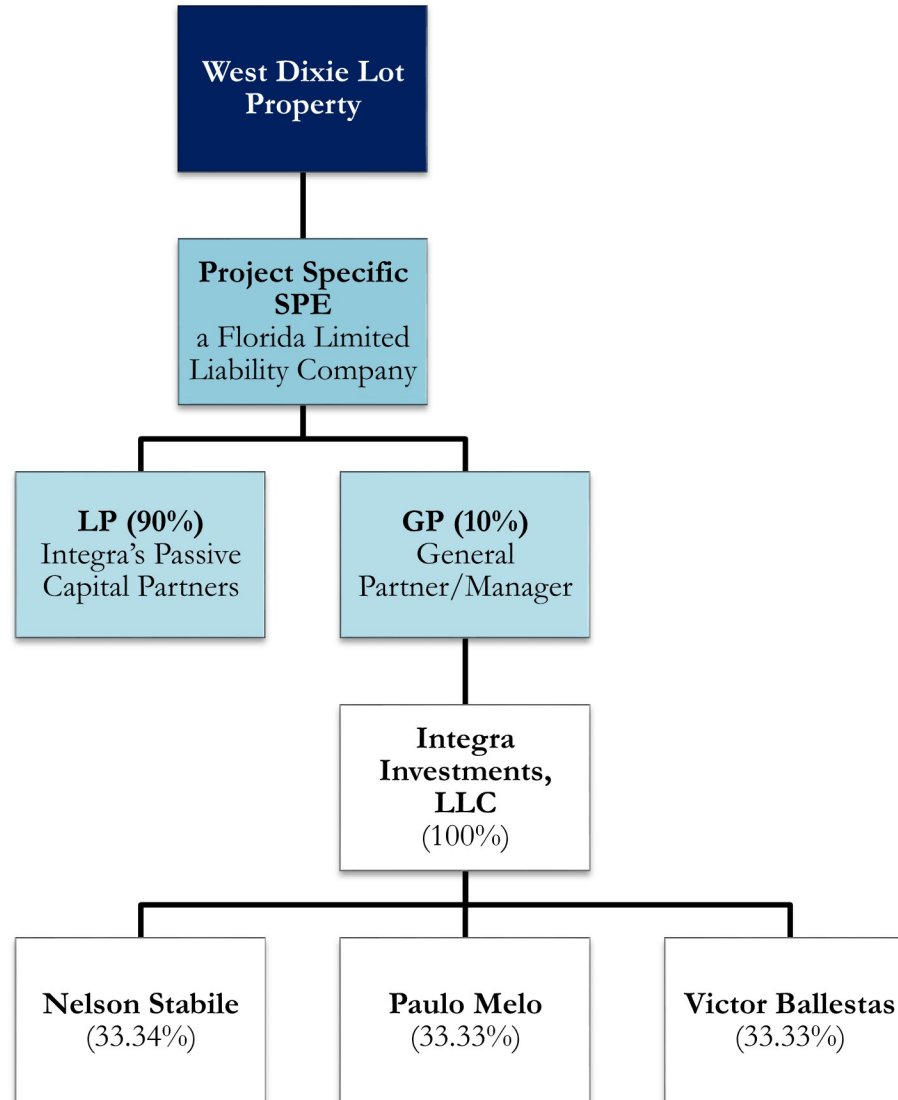 West Dixie Lot
Property
Project Specific
SPE
a Florida Limited
Liability Company
LP (90%)
Integra’s Passive
Capital Partners
GP (10%)
General
Partner/Manager
Integra
Investments,
LLC
(100%)
Nelson Stabile
(33.34%)
Paulo Melo
(33.33%)
Victor Ballestas
(33.33%)